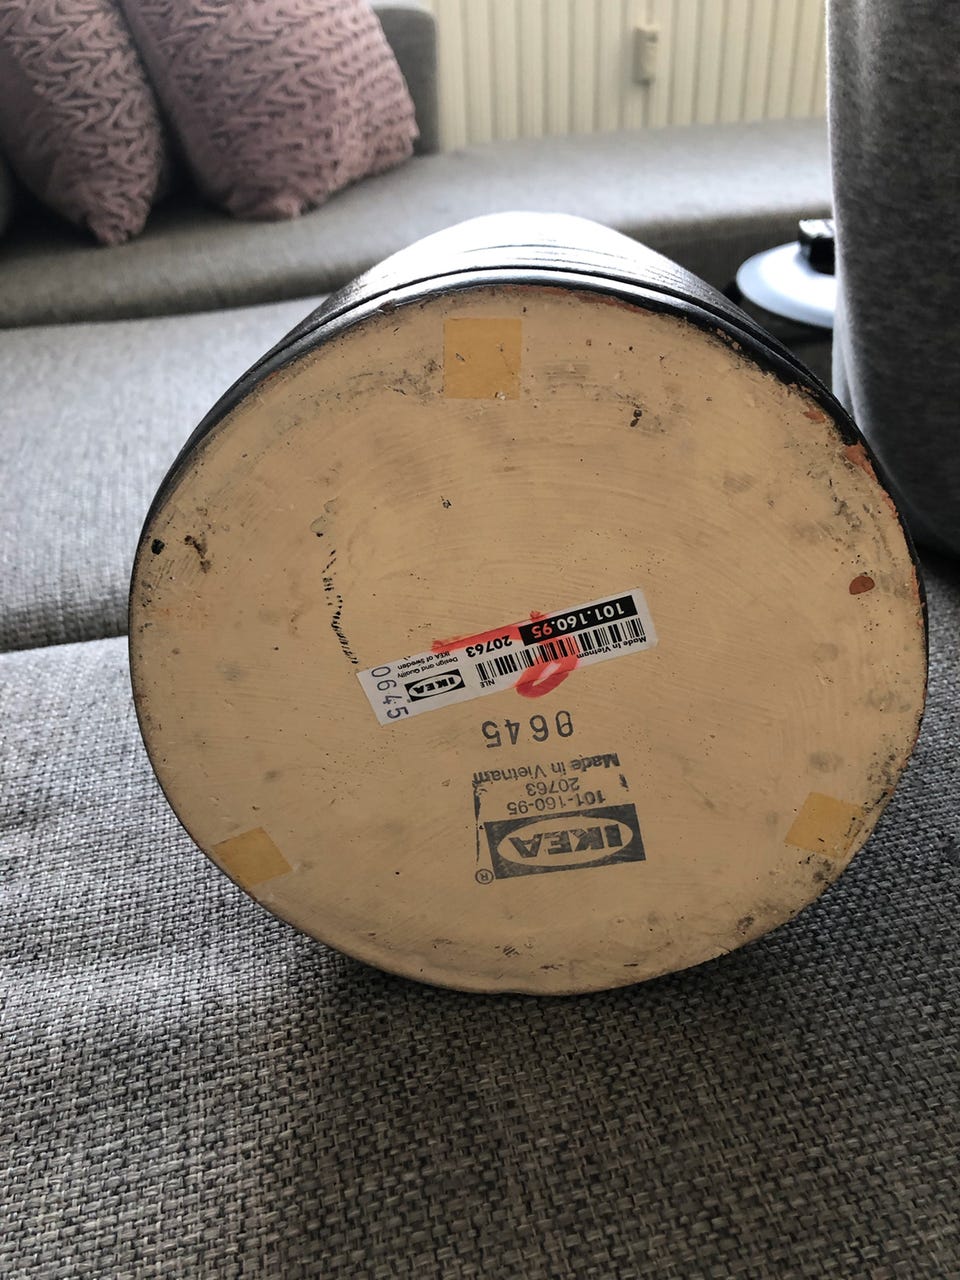 101.160.95
20763
Made in Vietnam
NLE
IKEA
Design and Quality
IKEA of Sweden
0645
0645
Made in Vietnam
20763
101-160-95
IKEA
®